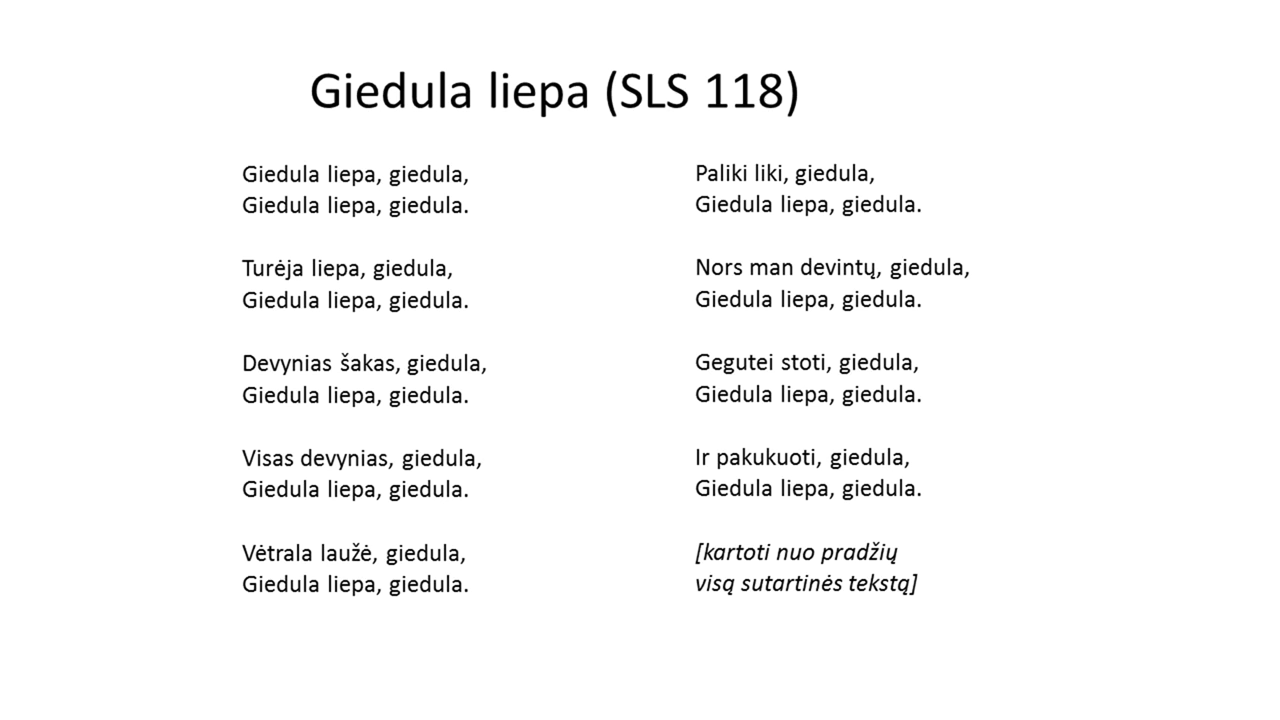 Giedula liepa (SLS 118)
Giedula liepa, giedula,
Giedula liepa, giedula.
Turėja liepa, giedula,
Giedula liepa, giedula.
Devynias šakas, giedula,
Giedula liepa, giedula.
Visas devynias, giedula,
Giedula liepa, giedula.
Vėtrala laužė, giedula,
Giedula liepa, giedula.
Paliki liki, giedula,
Giedula liepa, giedula.
Nors man devintų, giedula,
Giedula liepa, giedula.
Gegutei stoti, giedula,
Giedula liepa, giedula.
Ir pakukuoti, giedula,
Giedula liepa, giedula.
[kartoti nuo pradžių
visą sutartinės tekstą]